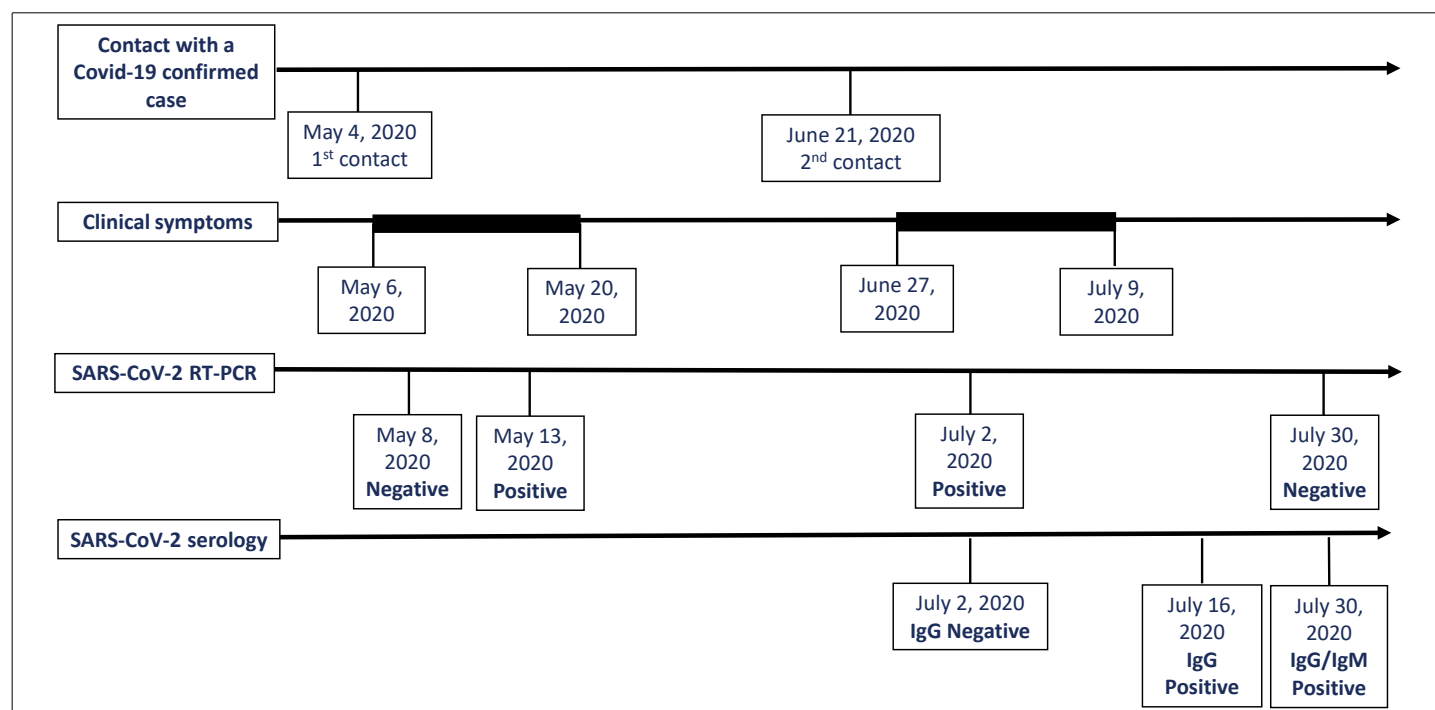 Contact with a
Covid-19 confirmed
case
May 4, 2020
1st contact
June 21, 2020
2nd contact
Clinical symptoms
May 6,
2020
May 20,
2020
June 27,
2020
July 9,
2020
SARS-CoV-2 RT-PCR
May 8,
2020
Negative
May 13,
2020
Positive
July 2,
2020
Positive
July 30,
2020
Negative
SARS-CoV-2 serology
July 2, 2020
IgG Negative
July 16,
2020
IgG
Positive
July 30,
2020
IgG/IgM
Positive